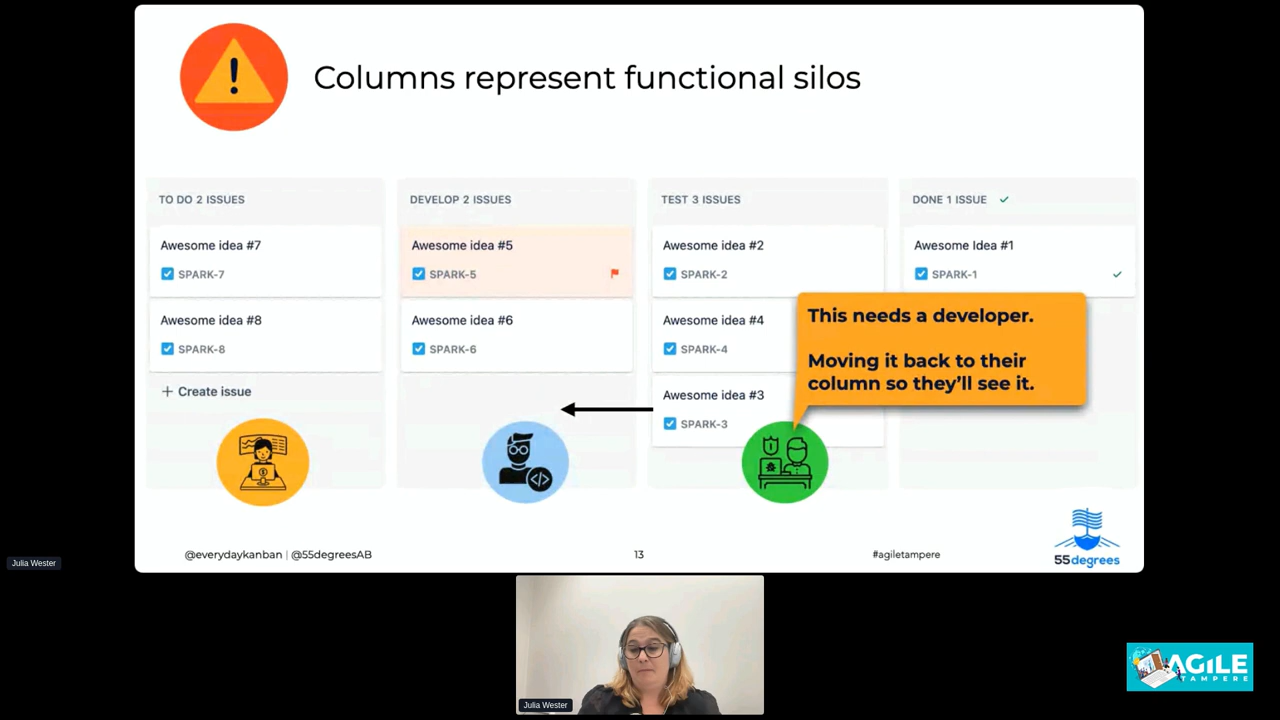 Columns represent functional silos
TO DO 2 ISSUES
Awesome idea #7
SPARK-7
Awesome idea #8
SPARK-8
+ Create issue
DEVELOP 2 ISSUES
Awesome idea #5
SPARK-5
Awesome idea #6
SPARK-6
TEST 3 ISSUES
Awesome idea #2
SPARK-2
Awesome idea #4
SPARK-4
Awesome idea #3
SPARK-3
DONE 1 ISSUE
Awesome Idea #1
SPARK-1
This needs a developer.
Moving it back to their
column so they'll see it.
@everydaykanban | @55degreesAB
13
#agiletampere
55degrees
Julia Wester
Julia Wester
AGILE
TAMPERE